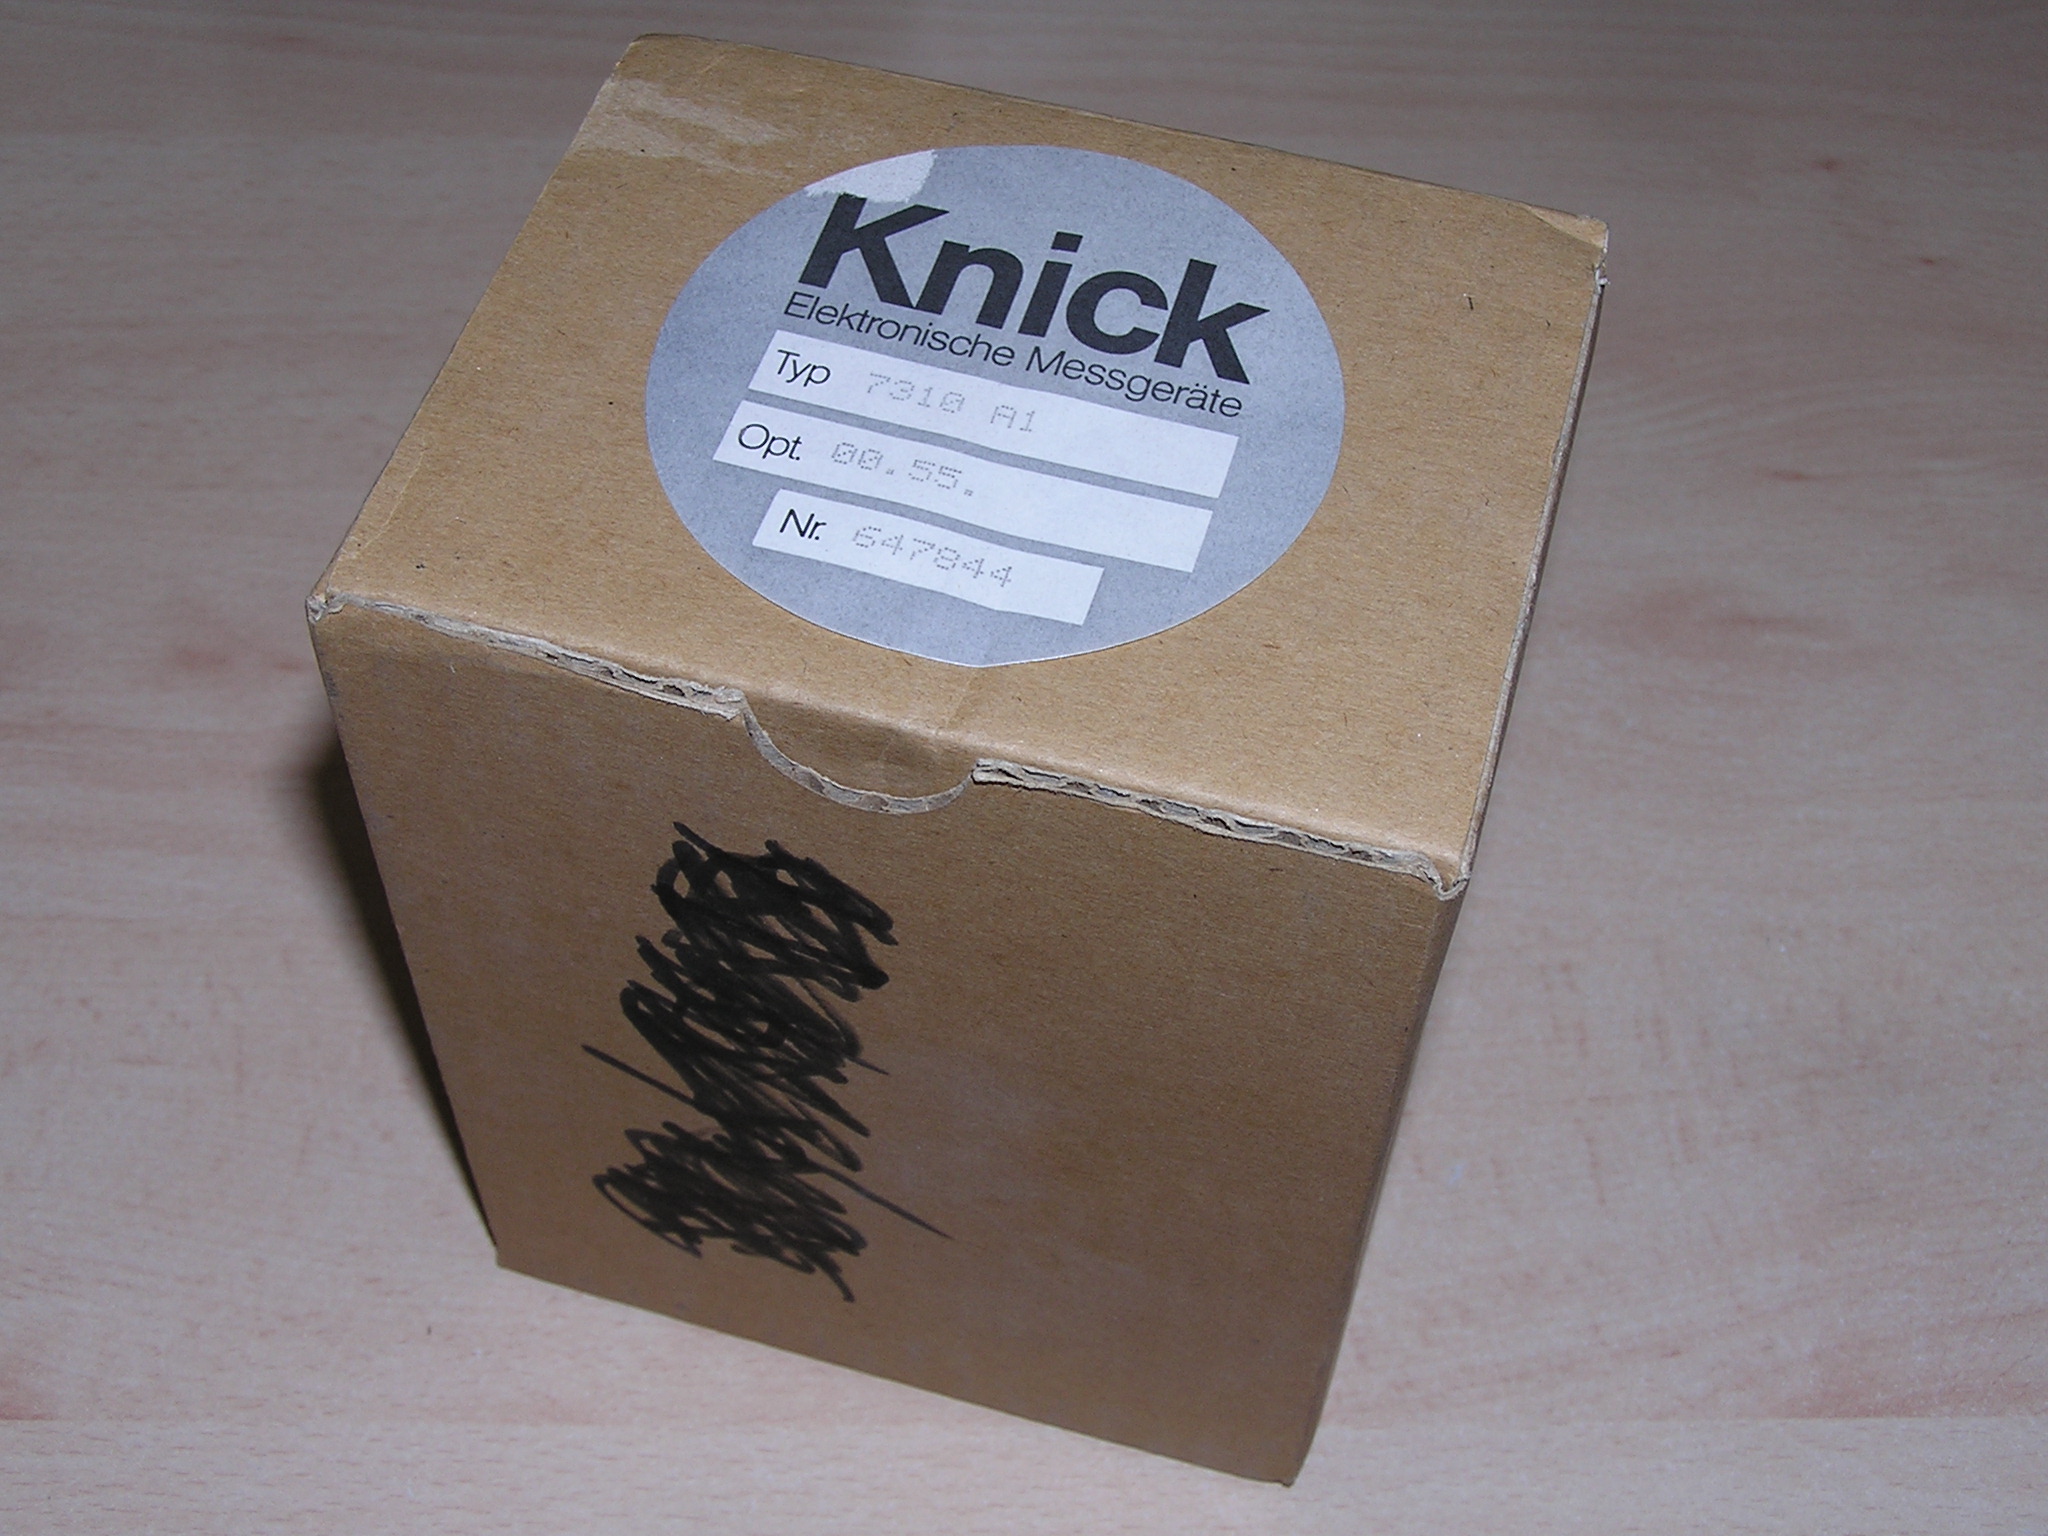 Knick
Elektronische Messgeräte
Typ 7310 A1
Opt. 00.55.
Nr. 647844